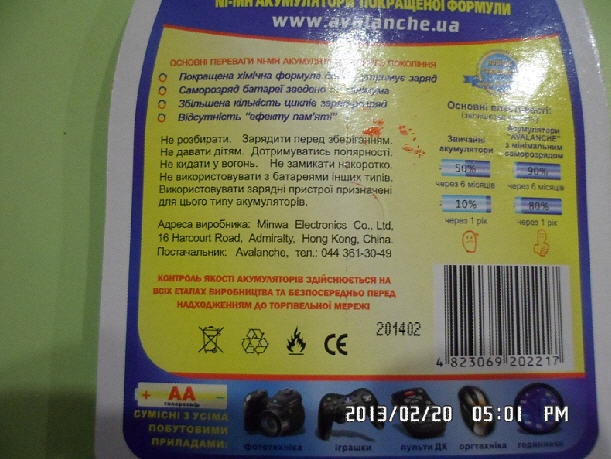 NI-MH АКУМУЛЯТОРИ ПОКРАЩЕНОЇ ФОРМУЛИ
www.avalanche.ua
ОСНОВНІ ПЕРЕВАГИ NI-MH ПОКОЛІННЯ
Покращена хімічна формула заряд
Саморозряд батареї зведено
Збільшена кількість циклів
Відсутність "ефекту пам'яті"
Не розбирати. Зарядити перед зберіганням.
Не давати дітям. Дотримуватись полярності.
Не кидати у вогонь. Не замикати накоротко.
Не використовувати з батареями інших типів.
Використовувати зарядні пристрої призначені
для цього типу акумуляторів.
Адреса виробника: Minwa Electronics Co., Ltd,
16 Harcourt Road, Admiralty, Hong Kong, China.
Постачальник: Avalanche, тел.: 044 361-30-49
КОНТРОЛЬ ЯКОСТІ АКУМУЛЯТОРІВ ЗДІЙСНЮЄТЬСЯ НА
ВСІХ ЕТАПАХ ВИРОБНИЦТВА ТА БЕЗПОСЕРЕДНЬО ПЕРЕД
НАДХОДЖЕННЯМ ДО ТОРГІВЕЛЬНОЇ МЕРЕЖІ
201402
CE
Основні
Звичайні
акумулятори
50%
через 6 місяців
10%
через 1 рік
Акумулятори
"AVALANCHE"
з мінімальним
саморозрядом
90%
через 6 місяців
80%
через 1 рік
4 823069 202217
+ AA -
СУМІСНІ З УСІМА
ПОБУТОВИМИ
ПРИЛАДАМИ:
фототехніка
іграшки
пульти ДК
оргтехніка
годинники
2013/02/20 05:01 PM